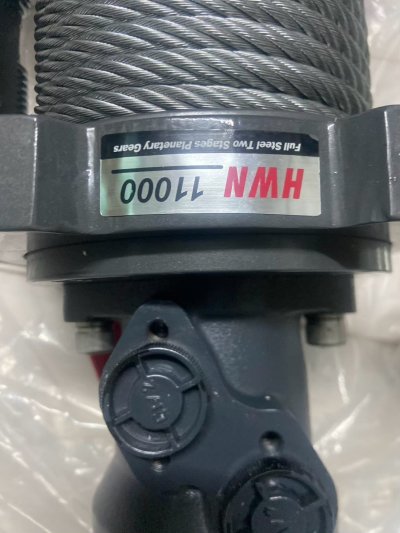 HWN 11000
Full Steel Two Stages Planetary Gears